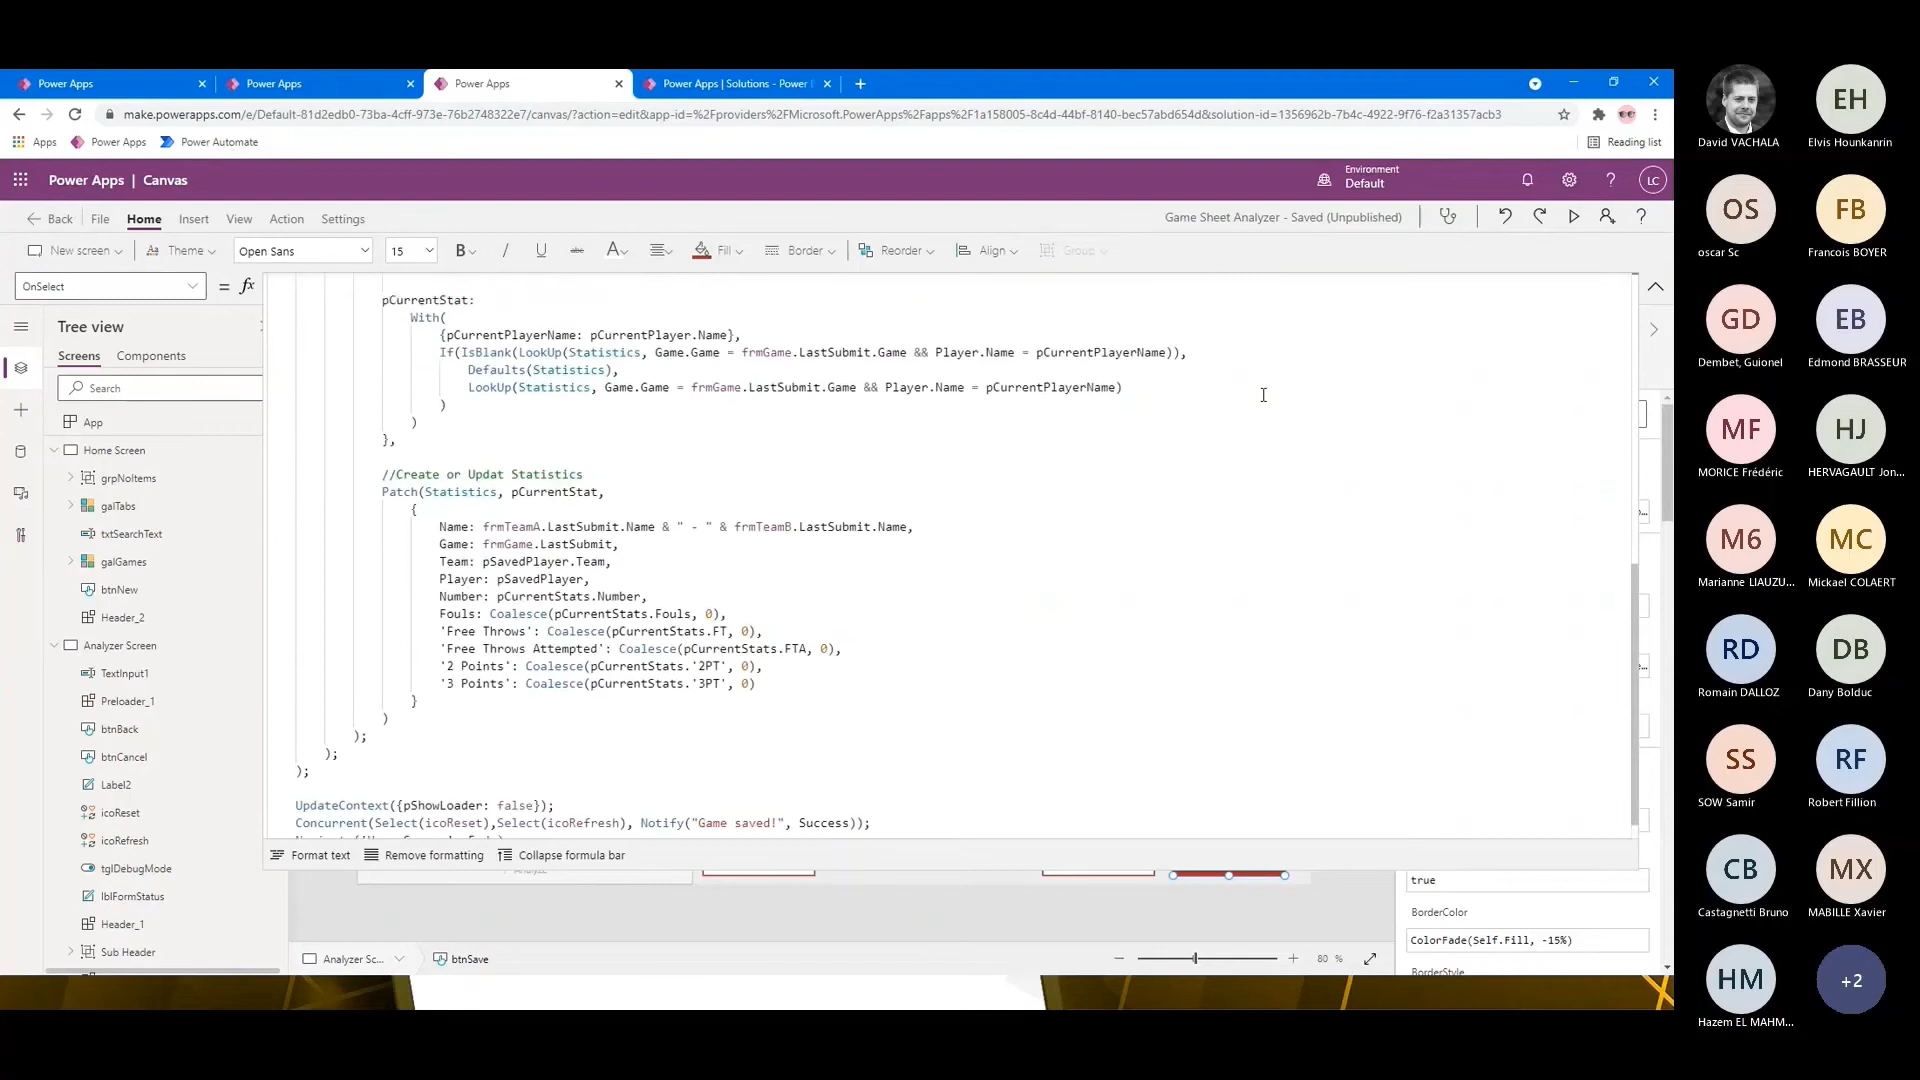 Power Apps
Power Apps
Power Apps
Power Apps | Solutions - Power
make.powerapps.com/e/Default-81d2edb0-73ba-4cff-973e-76b2748322e7/canvas/?action=edit&app-id=%2Fproviders%2FMicrosoft.PowerApps%2Fapps%2F1a158005-8c4d-44bf-8140-bec57abd654d&solution-id=1356962b-7b4c-4922-9f76-f2a31357acb3
Apps
Power Apps
Power Automate
Reading list
Power Apps | Canvas
Environment
Default
LC
Back
File
Home
Insert
View
Action
Settings
Game Sheet Analyzer - Saved (Unpublished)
New screen
Theme
Open Sans
15
B
I
U
abc
A
Fill
Border
Reorder
Align
Group
OnSelect
= fx
Tree view
Screens
Components
Search
App
Home Screen
grpNoItems
galTabs
txtSearchText
galGames
btnNew
Header_2
Analyzer Screen
TextInput1
Preloader_1
btnBack
btnCancel
Label2
icoReset
icoRefresh
tglDebugMode
lblFormStatus
Header_1
Sub Header
pCurrentStat:
With(
{pCurrentPlayerName: pCurrentPlayer.Name},
If(IsBlank(LookUp(Statistics, Game.Game = frmGame.LastSubmit.Game && Player.Name = pCurrentPlayerName)),
Defaults(Statistics),
LookUp(Statistics, Game.Game = frmGame.LastSubmit.Game && Player.Name = pCurrentPlayerName)
)
)
},
//Create or Updat Statistics
Patch(Statistics, pCurrentStat,
{
Name: frmTeamA.LastSubmit.Name & " - " & frmTeamB.LastSubmit.Name,
Game: frmGame.LastSubmit,
Team: pSavedPlayer.Team,
Player: pSavedPlayer,
Number: pCurrentStats.Number,
Fouls: Coalesce(pCurrentStats.Fouls, 0),
'Free Throws': Coalesce(pCurrentStats.FT, 0),
'Free Throws Attempted': Coalesce(pCurrentStats.FTA, 0),
'2 Points': Coalesce(pCurrentStats.'2PT', 0),
'3 Points': Coalesce(pCurrentStats.'3PT', 0)
}
)
);
);
);
UpdateContext({pShowLoader: false});
Concurrent(Select(icoReset),Select(icoRefresh), Notify("Game saved!", Success));
Format text
Remove formatting
Collapse formula bar
Analyze
true
BorderColor
ColorFade(Self.Fill, -15%)
BorderStyle
Analyzer Sc...
btnSave
80 %
David VACHALA
EH
Elvis Hounkanrin
OS
oscar Sc
FB
Francois BOYER
GD
Dembet, Guionel
EB
Edmond BRASSEUR
MF
MORICE Frédéric
HJ
HERVAGAULT Jon...
M6
Marianne LIAUZU...
MC
Mickael COLAERT
RD
Romain DALLOZ
DB
Dany Bolduc
SS
SOW Samir
RF
Robert Fillion
CB
Castagnetti Bruno
MX
MABILLE Xavier
HM
Hazem EL MAHM...
+2